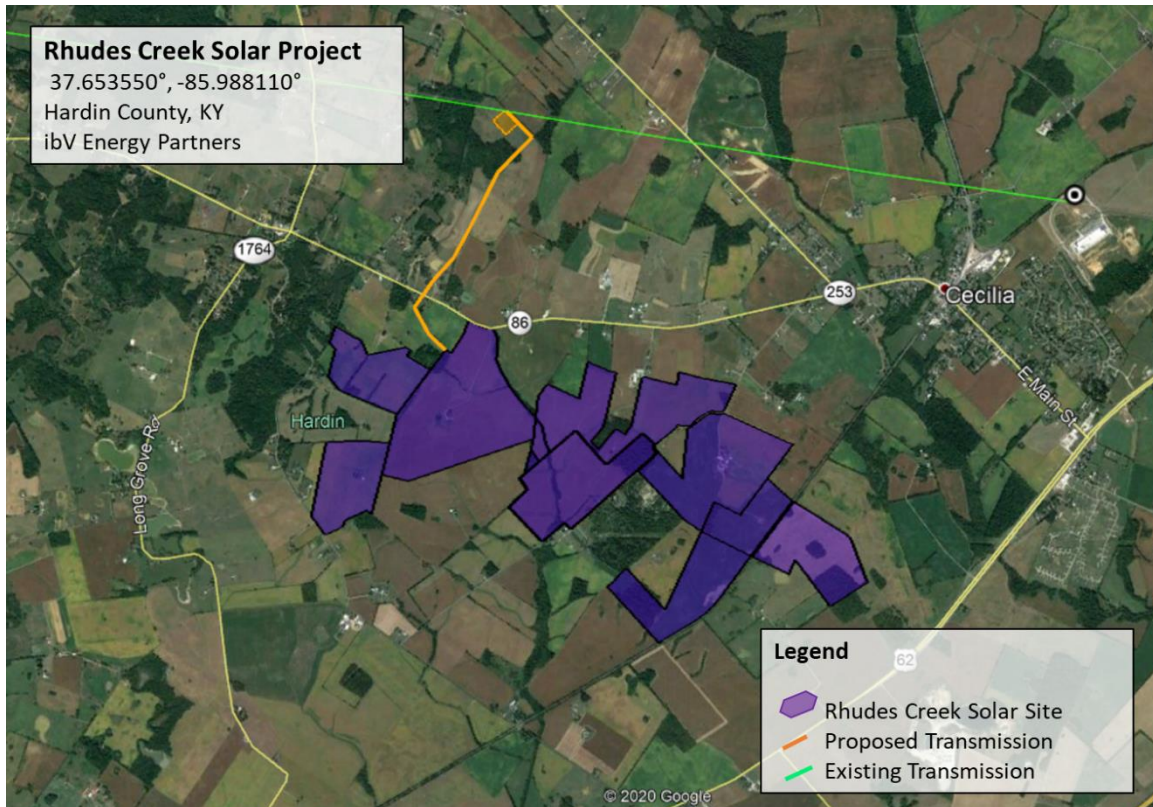 Rhudes Creek Solar Project
37.653550°, -85.988110°
Hardin County, KY
ibV Energy Partners
1764
253
Cecilia
86
E Main St
Hardin
Long Grove Rd
62
Legend
Rhudes Creek Solar Site
Proposed Transmission
Existing Transmission
© 2020 Google